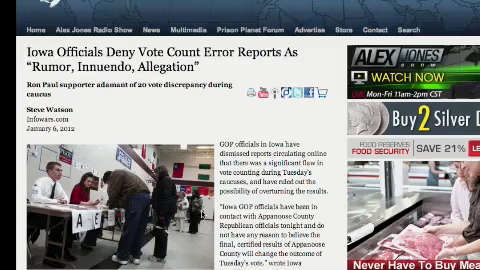 Home Alex Jones Radio Show News Multimedia Prison Planet Forum Advertise Store Contact Search
Iowa Officials Deny Vote Count Error Reports As
“Rumor, Innuendo, Allegation”
Ron Paul supporter adamant of 20 vote discrepancy during
caucus
Steve Watson
Infowars.com
January 6, 2012
GOP officials in Iowa have
dismissed reports circulating online
that there was a significant flaw in
vote counting during Tuesday's
caucuses, and have ruled out the
possibility of overturning the results.
“Iowa GOP officials have been in
contact with Appanoose County
Republican officials tonight and do
not have any reason to believe the
final, certified results of Appanoose
County will change the outcome of
Tuesday's vote,” wrote Iowa
ALEX JONES
SHOW
WATCH NOW
LIVE Mon-Fri 11am-2pm CST
Buy 2 Silver D
FOOD RESERVES
FOOD SECURITY
SAVE 21%
LE
Never Have To Buy Mea